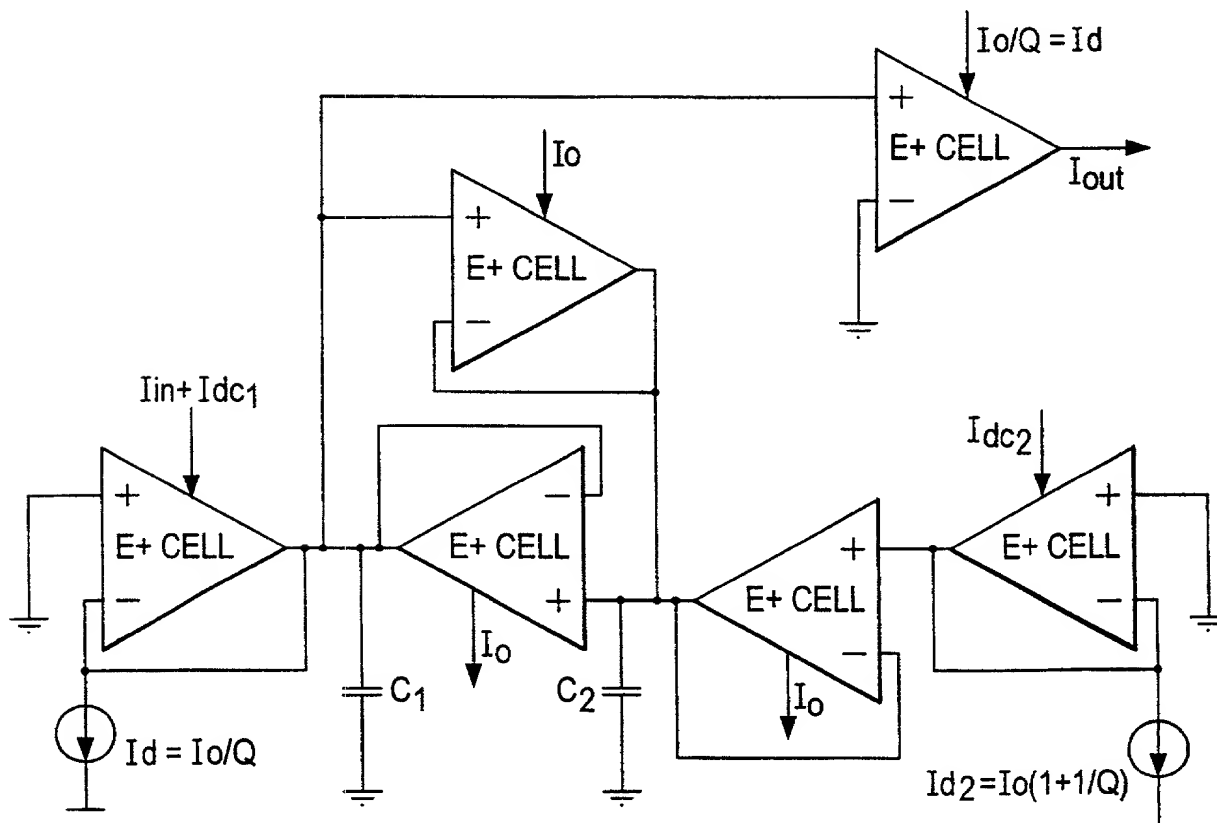 Io/Q = Id
+
E+ CELL
Iout
−
Io
+
E+ CELL
−
Iin+ Idc1
+
E+ CELL
−
−
E+ CELL
+
Io
C1
C2
+
E+ CELL
−
Io
Idc2
+
E+ CELL
−
Id = Io/Q
Id2=Io(1+1/Q)